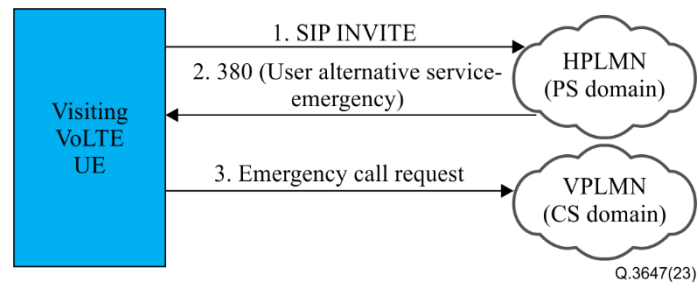 1. SIP INVITE
2. 380 (User alternative service-
emergency)
HPLMN
(PS domain)
Visiting
VoLTE
UE
3. Emergency call request
VPLMN
(CS domain)
Q.3647(23)